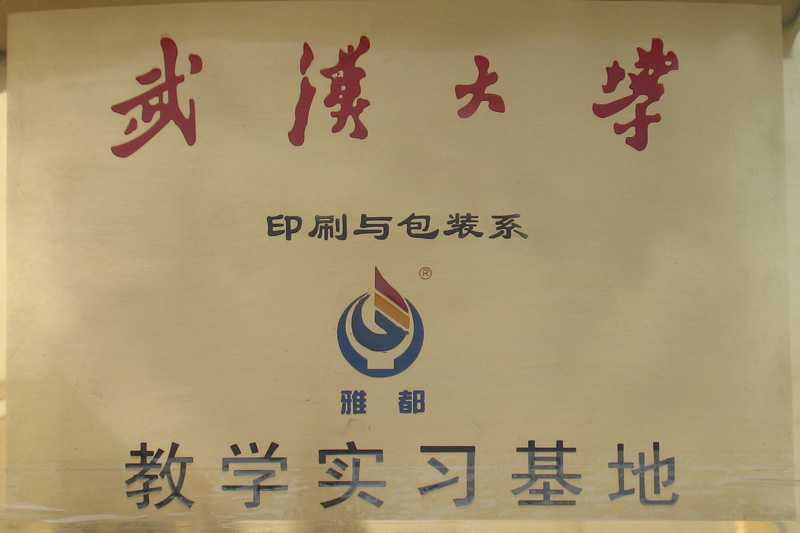 武漢大學
印刷与包装系
®
雅都
教学实习基地